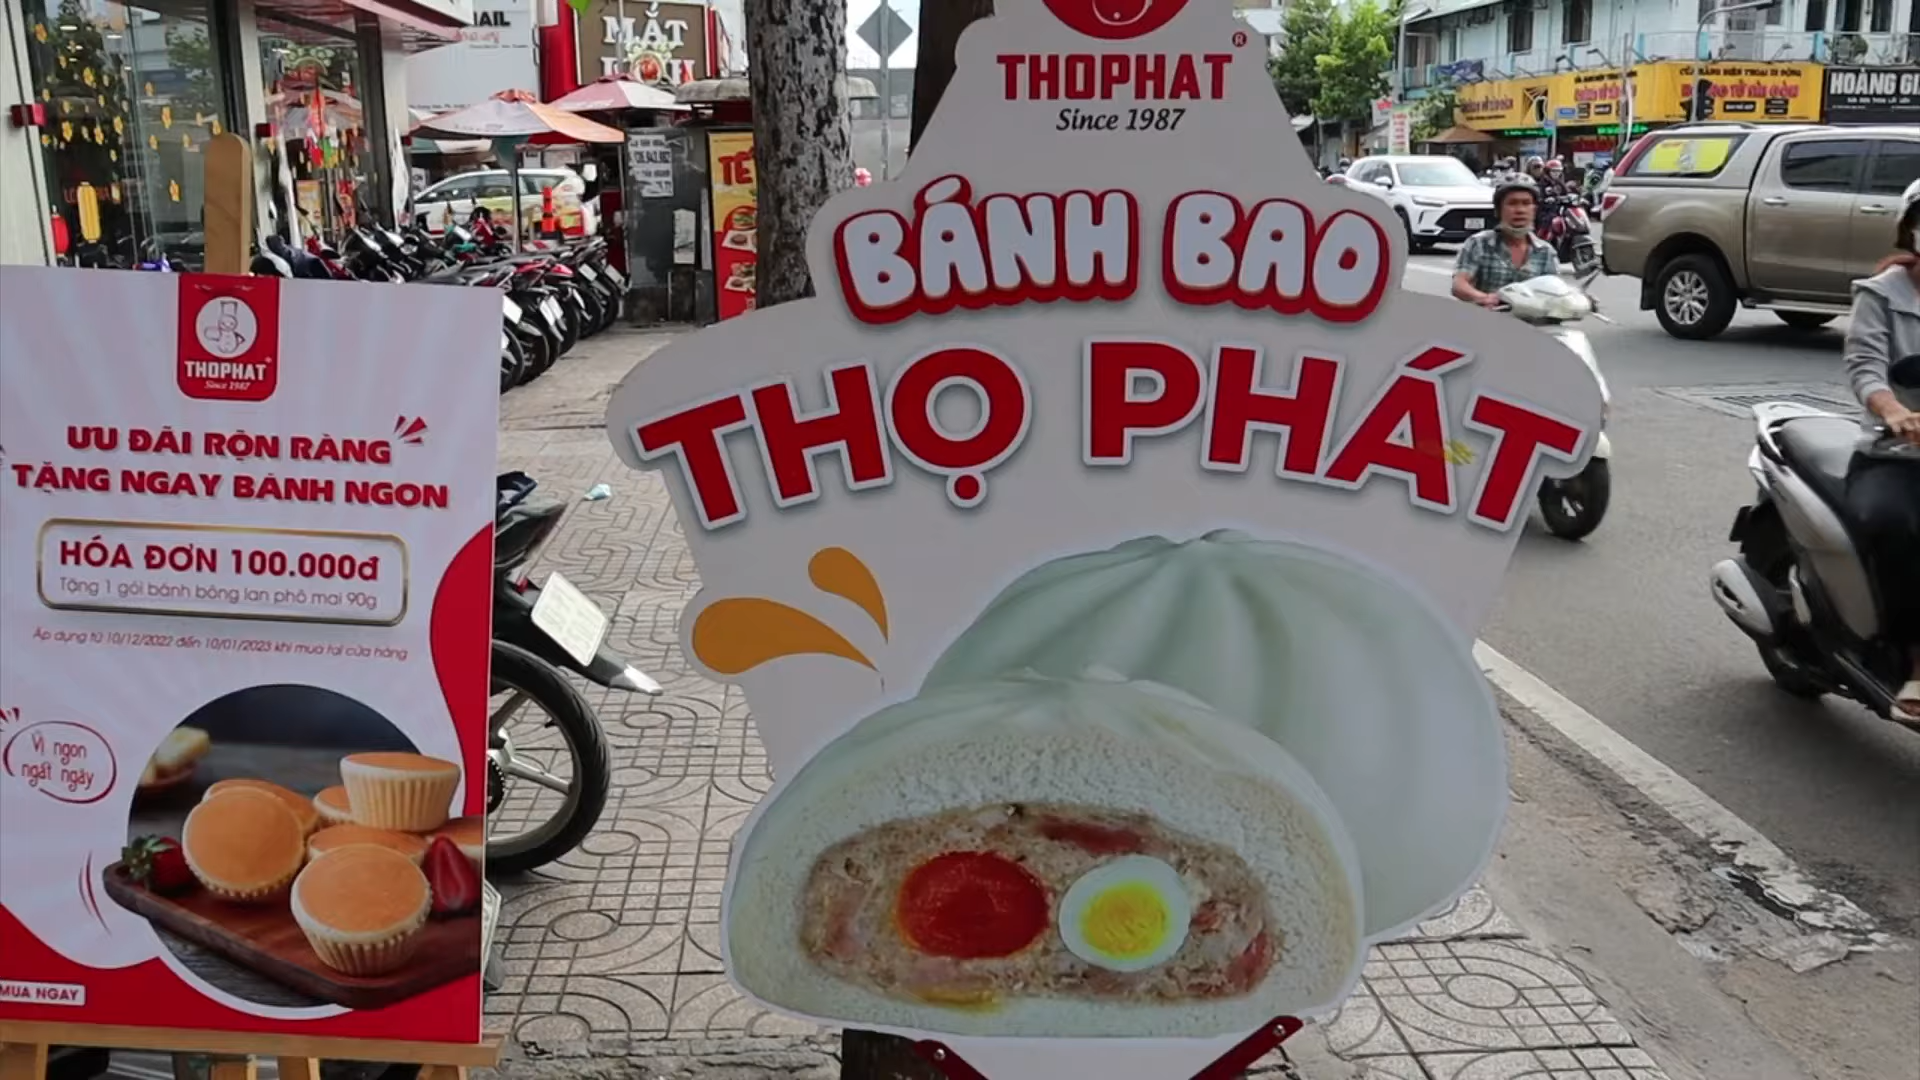 THOPHAT®
Since 1987
BÁNH BAO
THỌ PHÁT
THOPHAT
Since 1987
ƯU ĐÃI RỘN RÀNG
TẶNG NGAY BÁNH NGON
HÓA ĐƠN 100.000đ
Tặng 1 gói bánh bông lan phô mai 90g
Áp dụng từ 10/12/2022 đến 10/01/2023 khi mua tại cửa hàng
Vị ngon
ngất ngây
MUA NGAY
MẮT
TẾ
HOÀNG GI